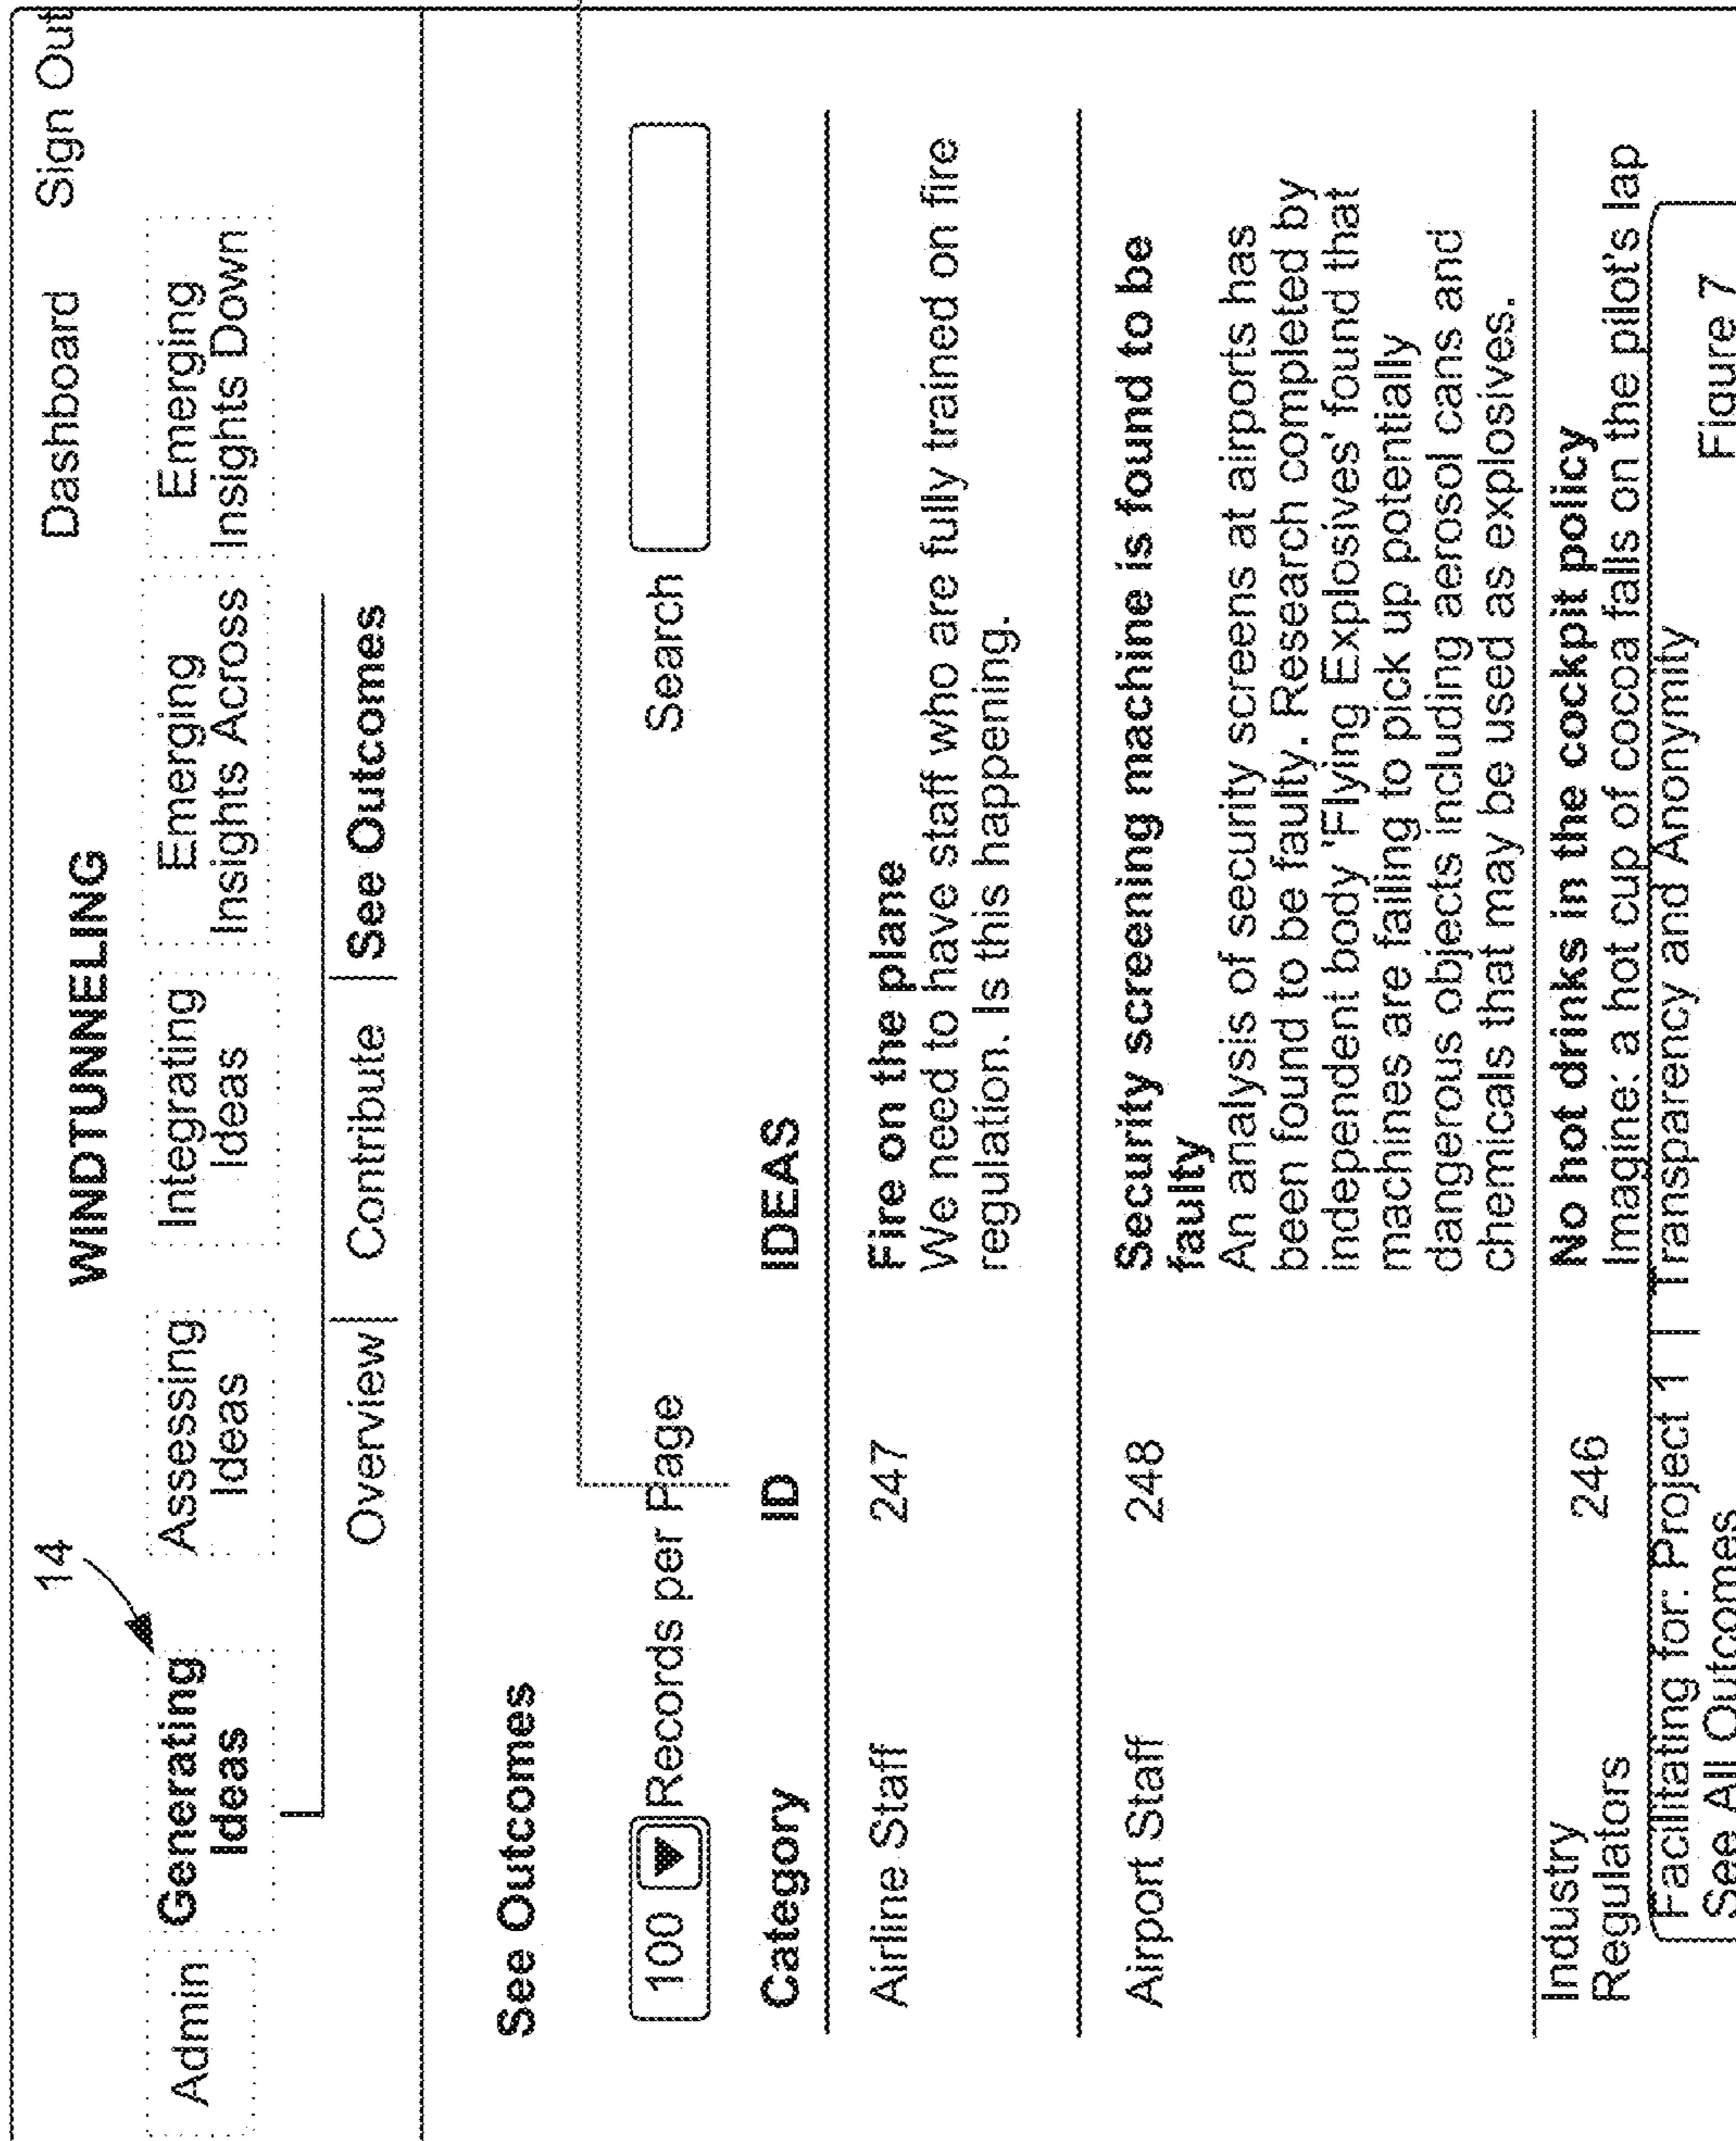 Dashboard Sign Out
14
WINDTUNNELING
Admin
Generating
Ideas
Assessing
Ideas
Integrating
Ideas
Emerging
Insights Across
Emerging
Insights Down
Overview Contribute See Outcomes
See Outcomes
100 Records per Page Search
Category ID IDEAS
Airline Staff 247 Fire on the plane
We need to have staff who are fully trained on fire
regulation. Is this happening.
Airport Staff 248 Security screening machine is found to be
faulty
An analysis of security screens at airports has
been found to be faulty. Research completed by
independent body 'Flying Explosives' found that
machines are failing to pick up potentially
dangerous objects including aerosol cans and
chemicals that may be used as explosives.
Industry
Regulators 246 No hot drinks in the cockpit policy
Imagine: a hot cup of cocoa falls on the pilot's lap
Facilitating for: Project 1 | Transparency and Anonymity
See All Outcomes
Figure 7